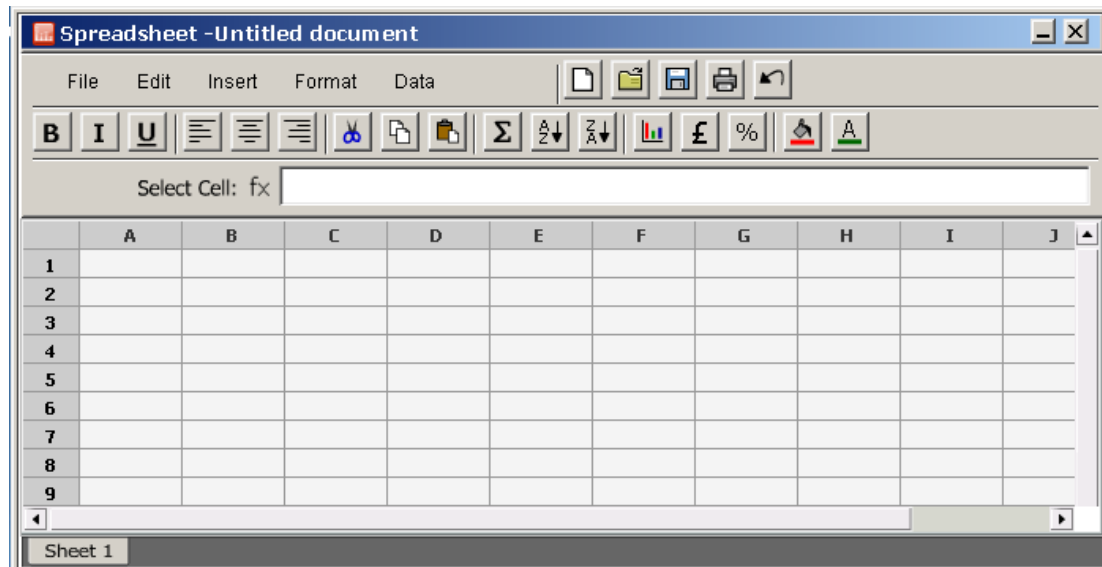 Spreadsheet -Untitled document
File Edit Insert Format Data
B I U Σ A Z Z A £ % A
Select Cell: fx
A B C D E F G H I J
1
2
3
4
5
6
7
8
9
Sheet 1